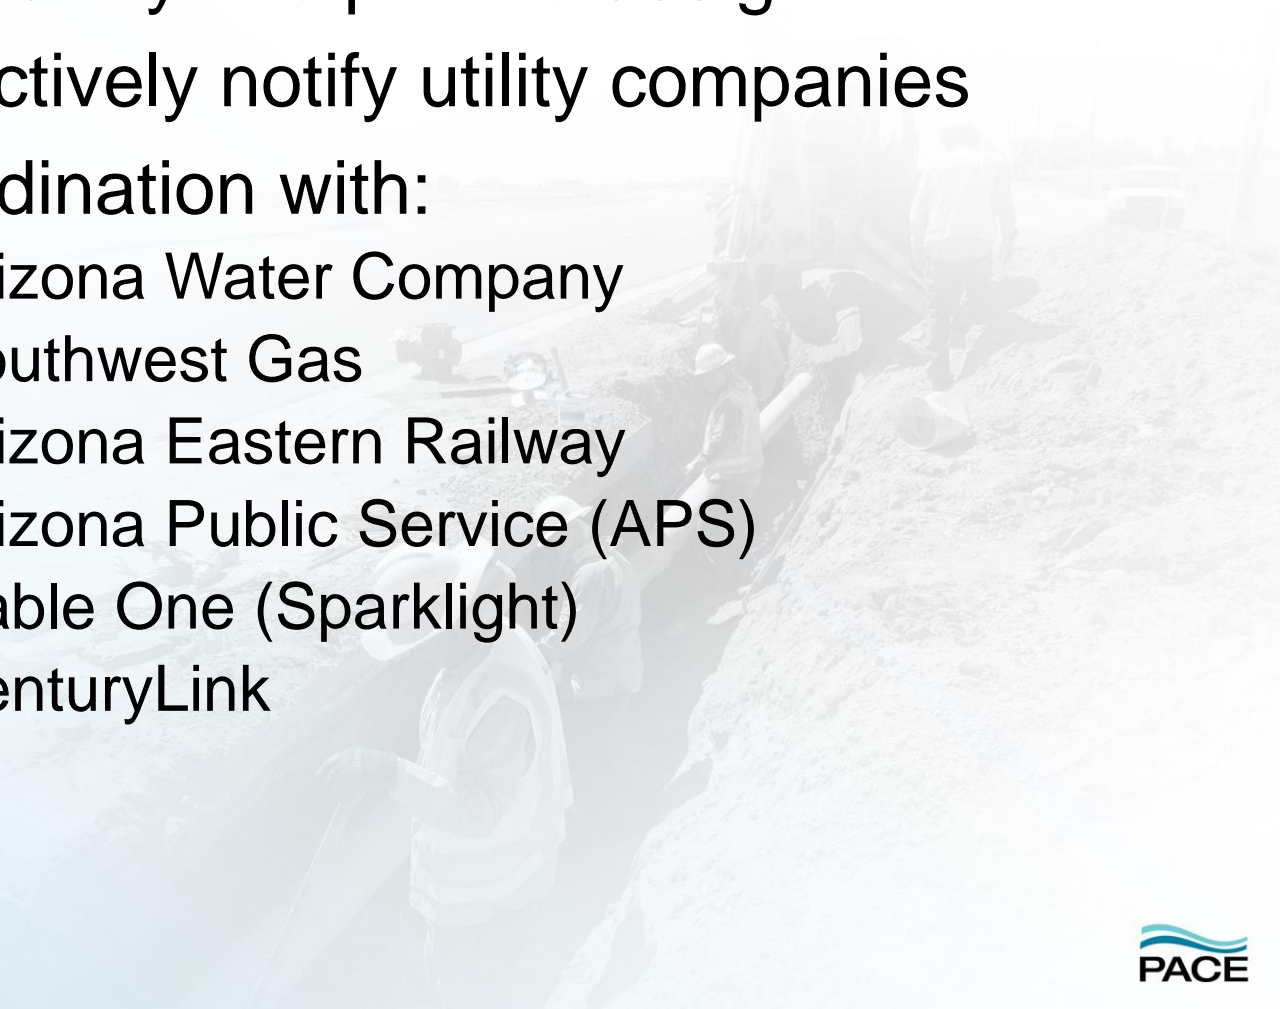 ctively notify utility companies
dination with:
izona Water Company
outhwest Gas
izona Eastern Railway
izona Public Service (APS)
able One (Sparklight)
enturyLink
PACE